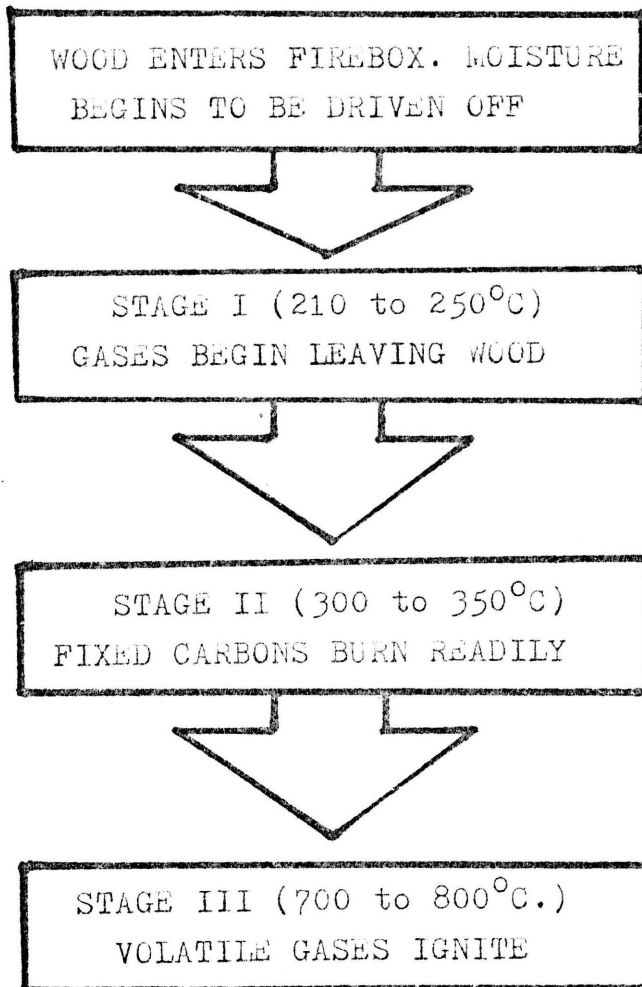 WOOD ENTERS FIREBOX. MOISTURE
BEGINS TO BE DRIVEN OFF
STAGE I (210 to 250°C)
GASES BEGIN LEAVING WOOD
STAGE II (300 to 350°C)
FIXED CARBONS BURN READILY
STAGE III (700 to 800°C.)
VOLATILE GASES IGNITE